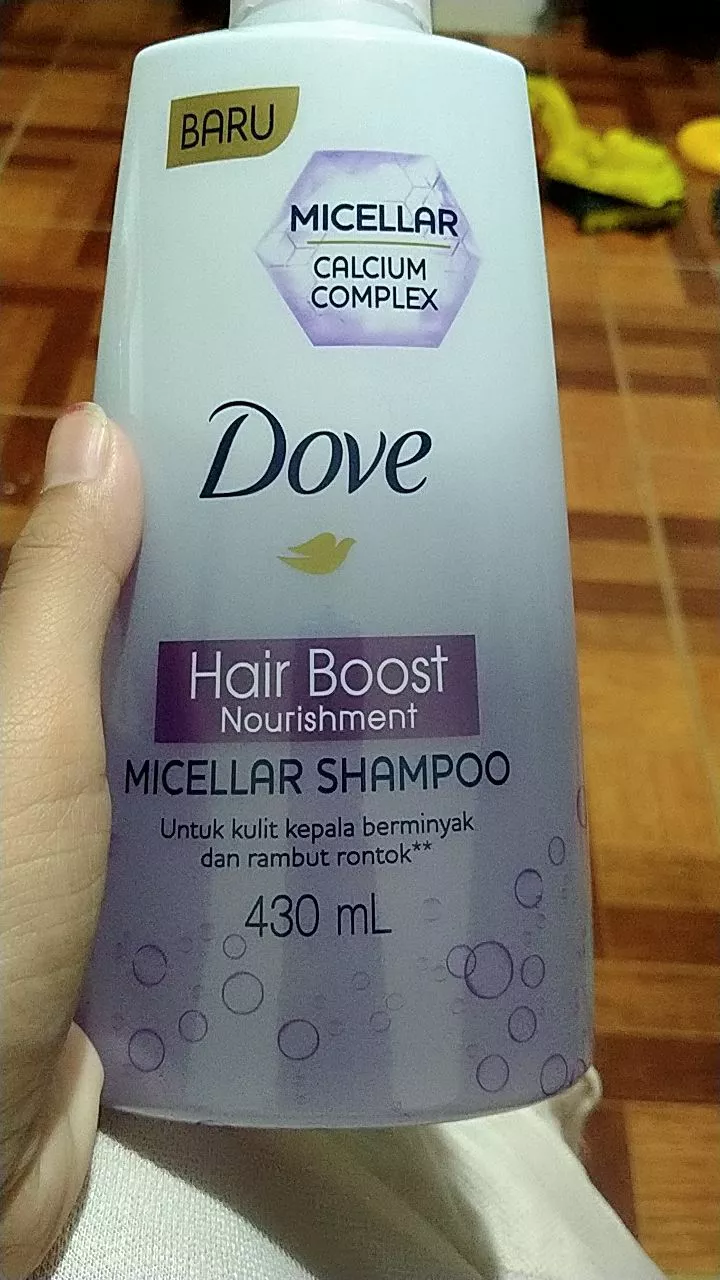 BARU
MICELLAR
CALCIUM
COMPLEX
Dove
Hair Boost
Nourishment
MICELLAR SHAMPOO
Untuk kulit kepala berminyak
dan rambut rontok**
430 mL